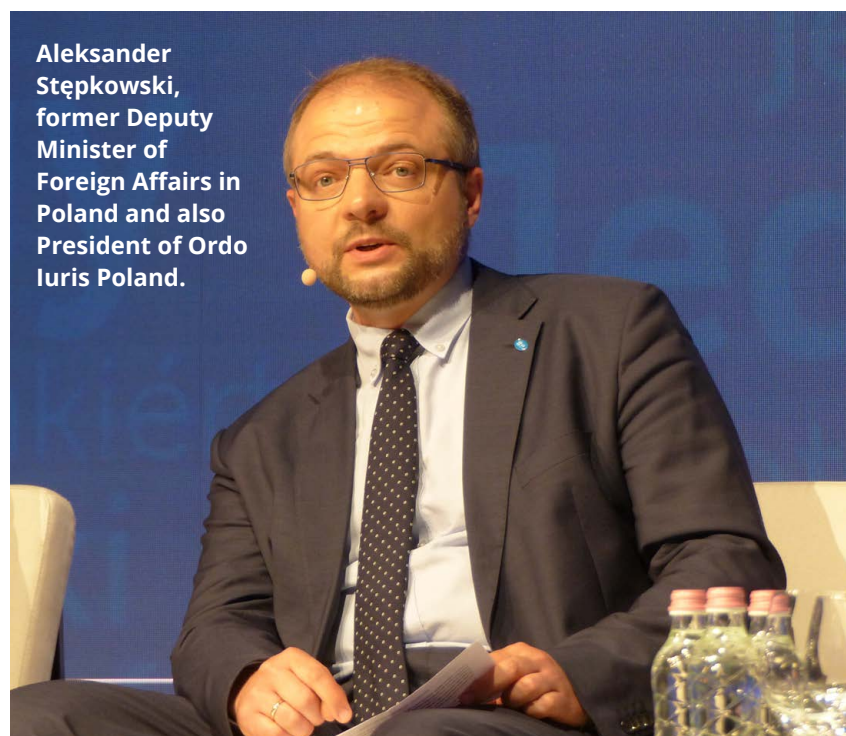 Aleksander
Stępkowski,
former Deputy
Minister of
Foreign Affairs in
Poland and also
President of Ordo
Iuris Poland.